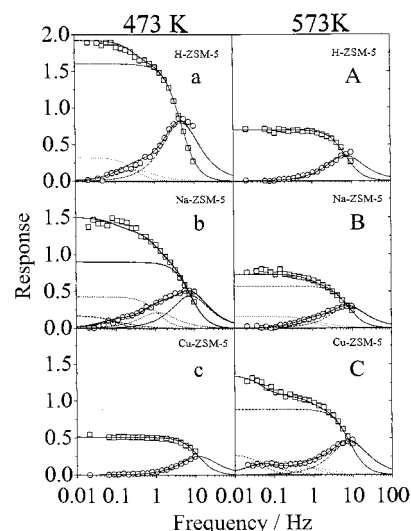 473 K 573K
2.0 H-ZSM-5 H-ZSM-5
1.5 a A
1.0
0.5
0.0
Na-ZSM-5 Na-ZSM-5
1.5 b B
1.0
0.5
0.0
Cu-ZSM-5 Cu-ZSM-5
1.5 c C
1.0
0.5
0.0
Response
0.01 0.1 1 10 0.01 0.1 1 10 100
Frequency / Hz